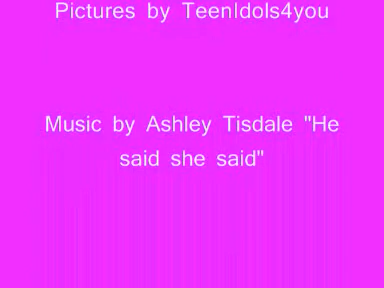 Pictures by TeenIdols4you
Music by Ashley Tisdale "He
said she said"